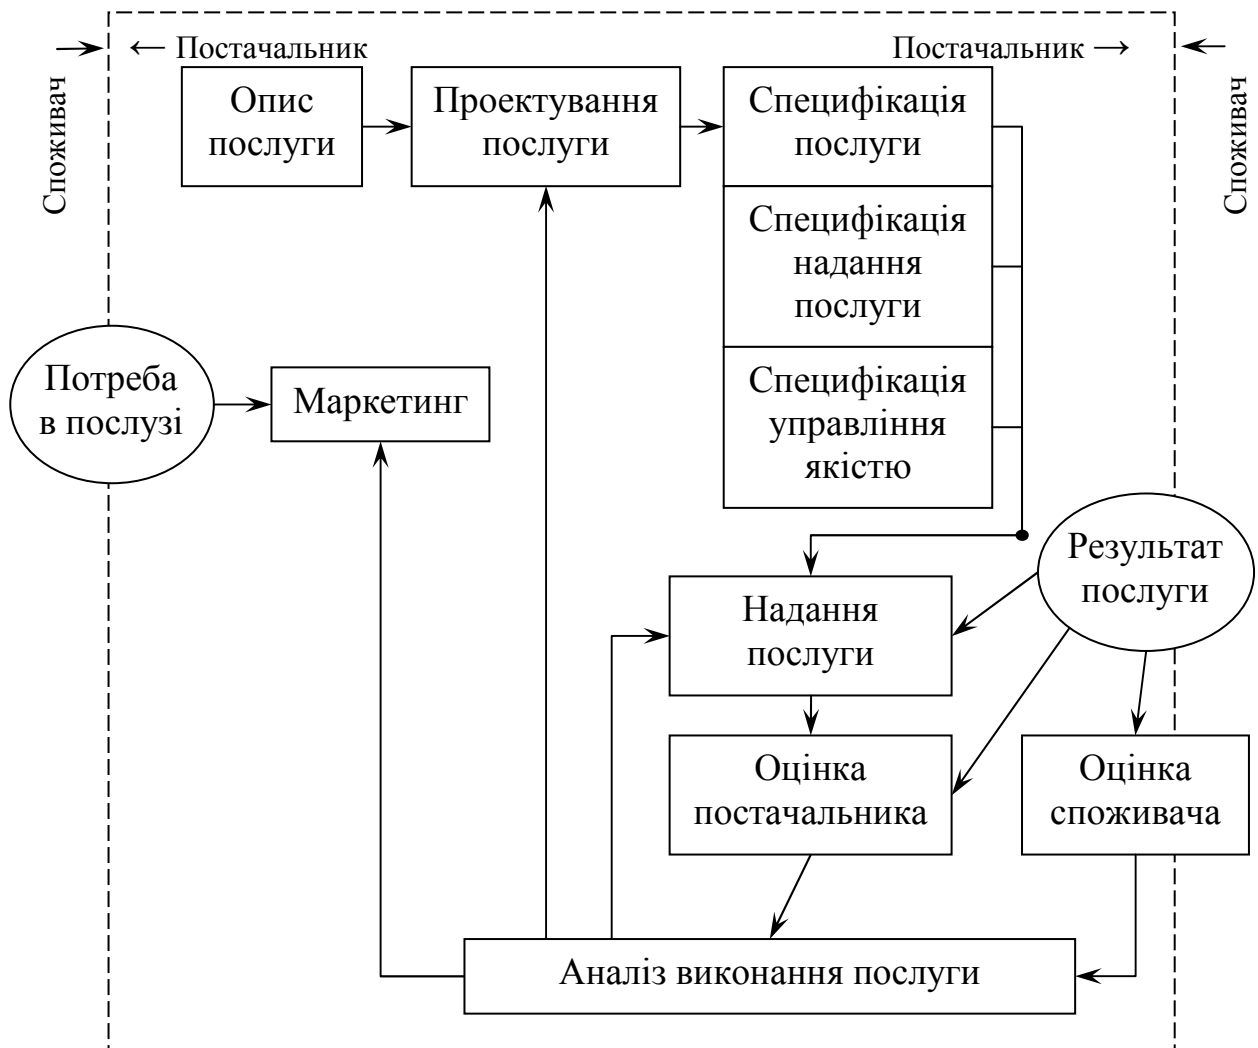 ← Постачальник
Постачальник →
Споживач
Споживач
Опис
послуги
Проектування
послуги
Специфікація
послуги
Специфікація
надання
послуги
Потреба
в послузі
Маркетинг
Специфікація
управління
якістю
Результат
послуги
Надання
послуги
Оцінка
постачальника
Оцінка
споживача
Аналіз виконання послуги